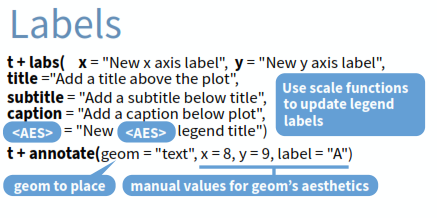 Labels
t + labs( x = "New x axis label", y = "New y axis label",
title ="Add a title above the plot",
subtitle = "Add a subtitle below title",
caption = "Add a caption below plot",
<AES> = "New <AES> legend title")
Use scale functions
to update legend
labels
t + annotate(geom = "text", x = 8, y = 9, label = "A")
geom to place
manual values for geom's aesthetics